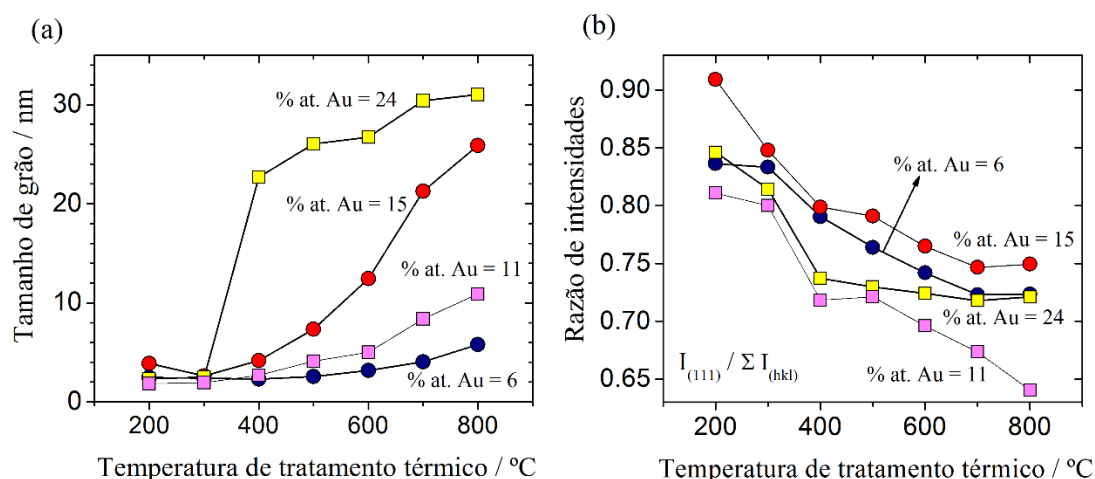 (a)
Tamanho de grão / nm
30
20
10
0
% at. Au = 24
% at. Au = 15
% at. Au = 11
% at. Au = 6
200
400
600
800
Temperatura de tratamento térmico / ºC
(b)
Razão de intensidades
0.90
0.85
0.80
0.75
0.70
0.65
% at. Au = 6
% at. Au = 15
% at. Au = 24
% at. Au = 11
I(111) / Σ I(hkl)
200
400
600
800
Temperatura de tratamento térmico / ºC